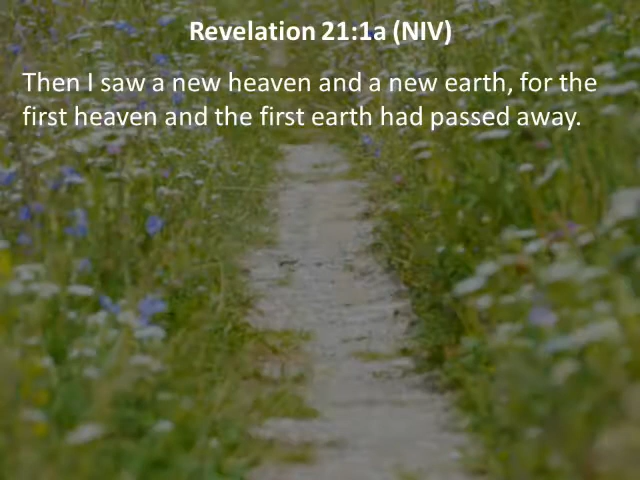 Revelation 21:1a (NIV)
Then I saw a new heaven and a new earth, for the
first heaven and the first earth had passed away.